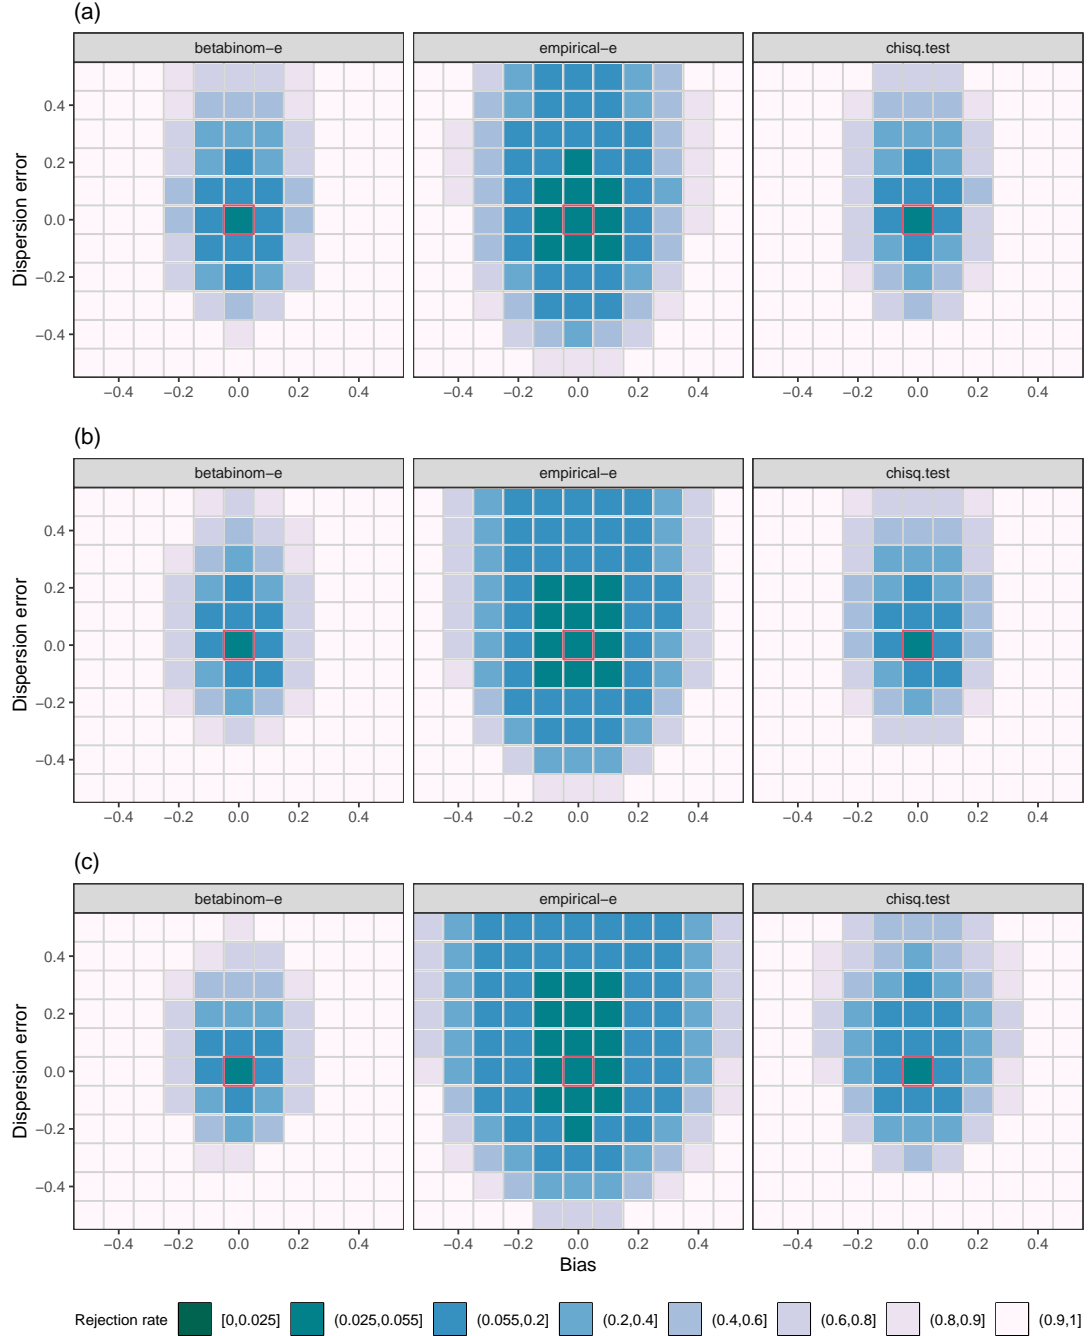 (a)
betabinom−e empirical−e chisq.test
0.4
0.2
0.0
−0.2
−0.4
Dispersion error
−0.4 −0.2 0.0 0.2 0.4 −0.4 −0.2 0.0 0.2 0.4 −0.4 −0.2 0.0 0.2 0.4
(b)
betabinom−e empirical−e chisq.test
0.4
0.2
0.0
−0.2
−0.4
Dispersion error
−0.4 −0.2 0.0 0.2 0.4 −0.4 −0.2 0.0 0.2 0.4 −0.4 −0.2 0.0 0.2 0.4
(c)
betabinom−e empirical−e chisq.test
0.4
0.2
0.0
−0.2
−0.4
Dispersion error
−0.4 −0.2 0.0 0.2 0.4 −0.4 −0.2 0.0 0.2 0.4 −0.4 −0.2 0.0 0.2 0.4
Bias
Rejection rate [0,0.025] (0.025,0.055] (0.055,0.2] (0.2,0.4] (0.4,0.6] (0.6,0.8] (0.8,0.9] (0.9,1]